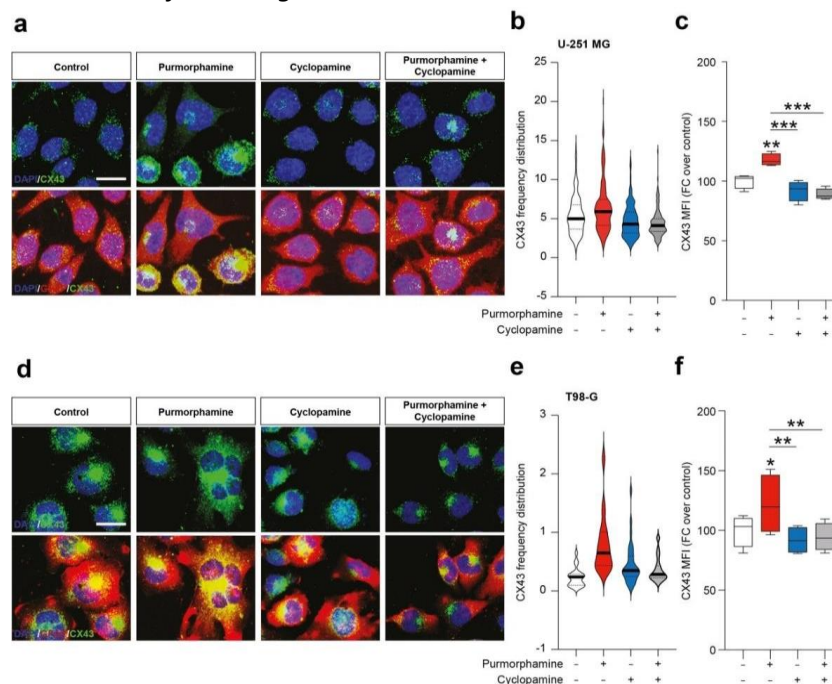 a
Control
Purmorphamine
Cyclopamine
Purmorphamine +
Cyclopamine
DAPI/CX43
DAPI/ /CX43
b
U-251 MG
CX43 frequency distribution
25
20
15
10
5
0
-5
Purmorphamine - + - +
Cyclopamine - - + +
c
CX43 MFI (FC over control)
200
150
100
50
0
**
***
***
- + - +
- - + +
d
Control
Purmorphamine
Cyclopamine
Purmorphamine +
Cyclopamine
DAPI/CX43
DAPI/ /CX43
e
T98-G
CX43 frequency distribution
3
2
1
0
-1
Purmorphamine - + - +
Cyclopamine - - + +
f
CX43 MFI (FC over control)
200
150
100
50
0
*
**
**
- + - +
- - + +